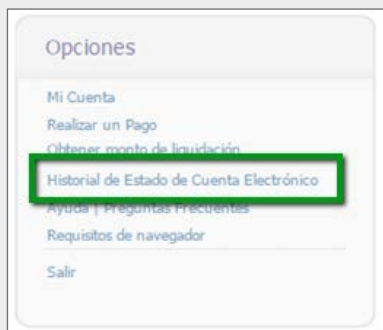 Opciones
Mi Cuenta
Realizar un Pago
Obtener monto de liquidación
Historial de Estado de Cuenta Electrónico
Ayuda | Preguntas Frecuentes
Requisitos de navegador
Salir